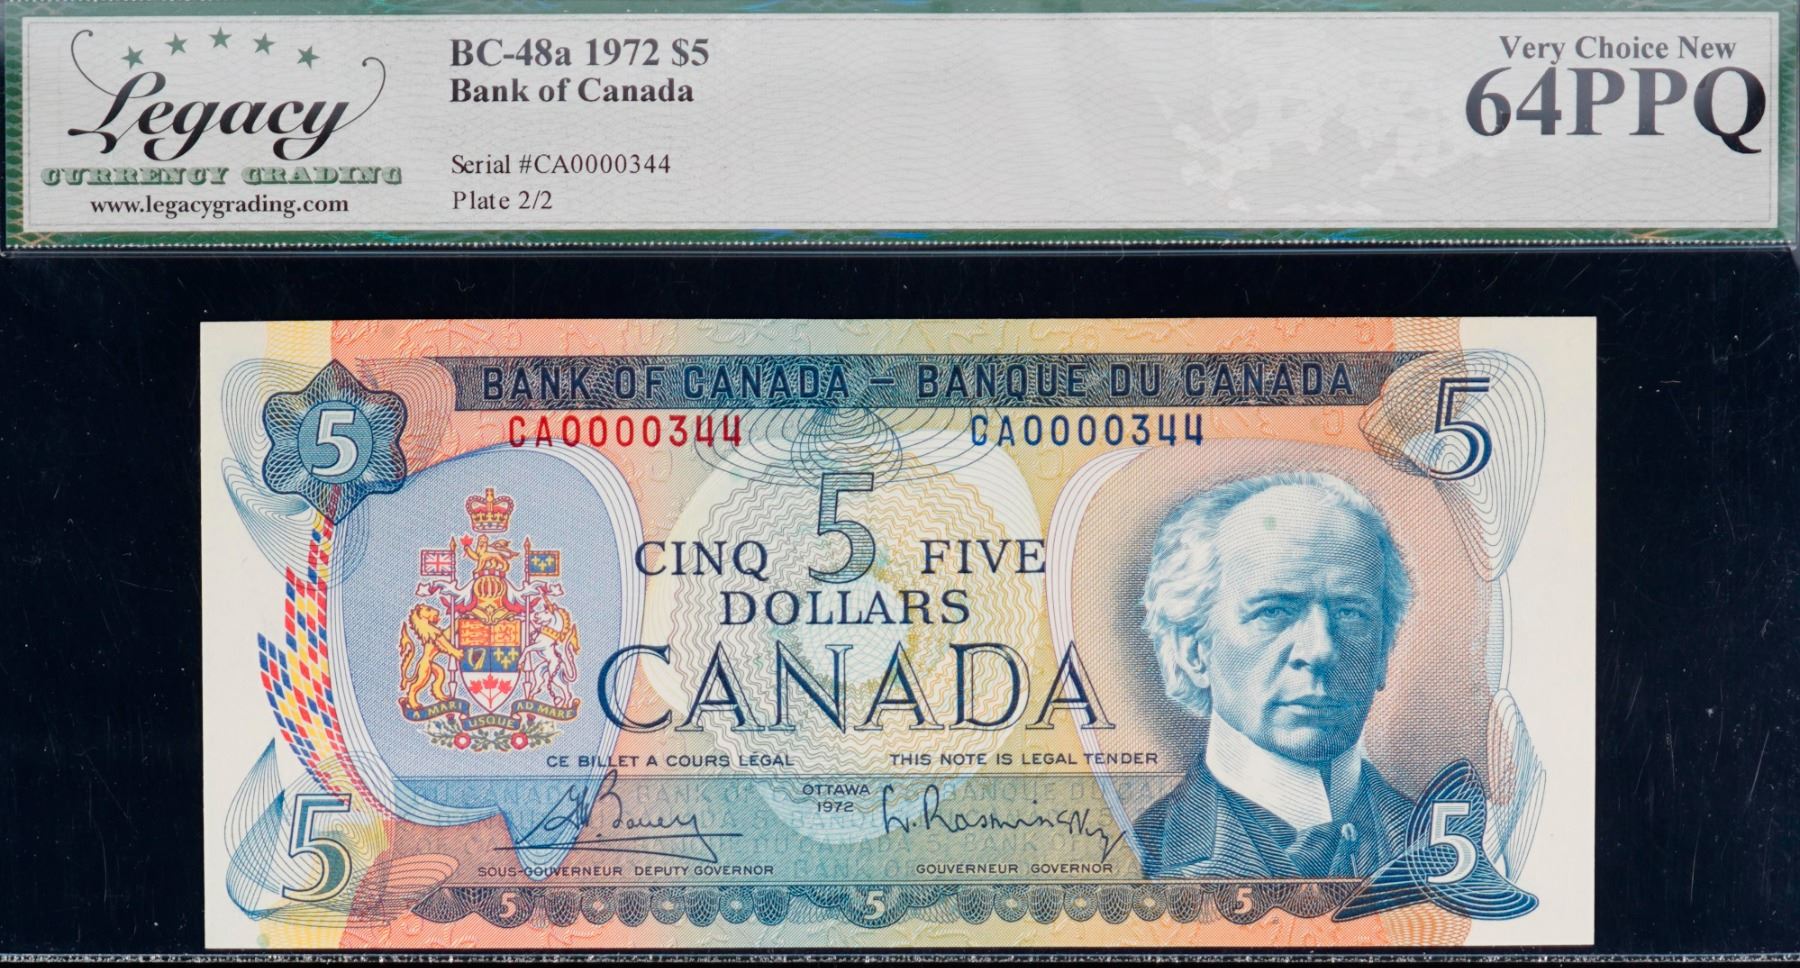 Legacy
CURRENCY GRADING
www.legacygrading.com
BC-48a 1972 $5
Bank of Canada
Serial #CA0000344
Plate 2/2
Very Choice New
64PPQ
BANK OF CANADA – BANQUE DU CANADA
5
5
CA0000344
CA0000344
5
CINQ FIVE
DOLLARS
CANADA
A MARI USQUE AD MARE
CE BILLET A COURS LÉGAL
THIS NOTE IS LEGAL TENDER
OTTAWA
1972
L. Rasminsky
SOUS-GOUVERNEUR DEPUTY GOVERNOR
GOUVERNEUR GOVERNOR
5
5
5 5 5